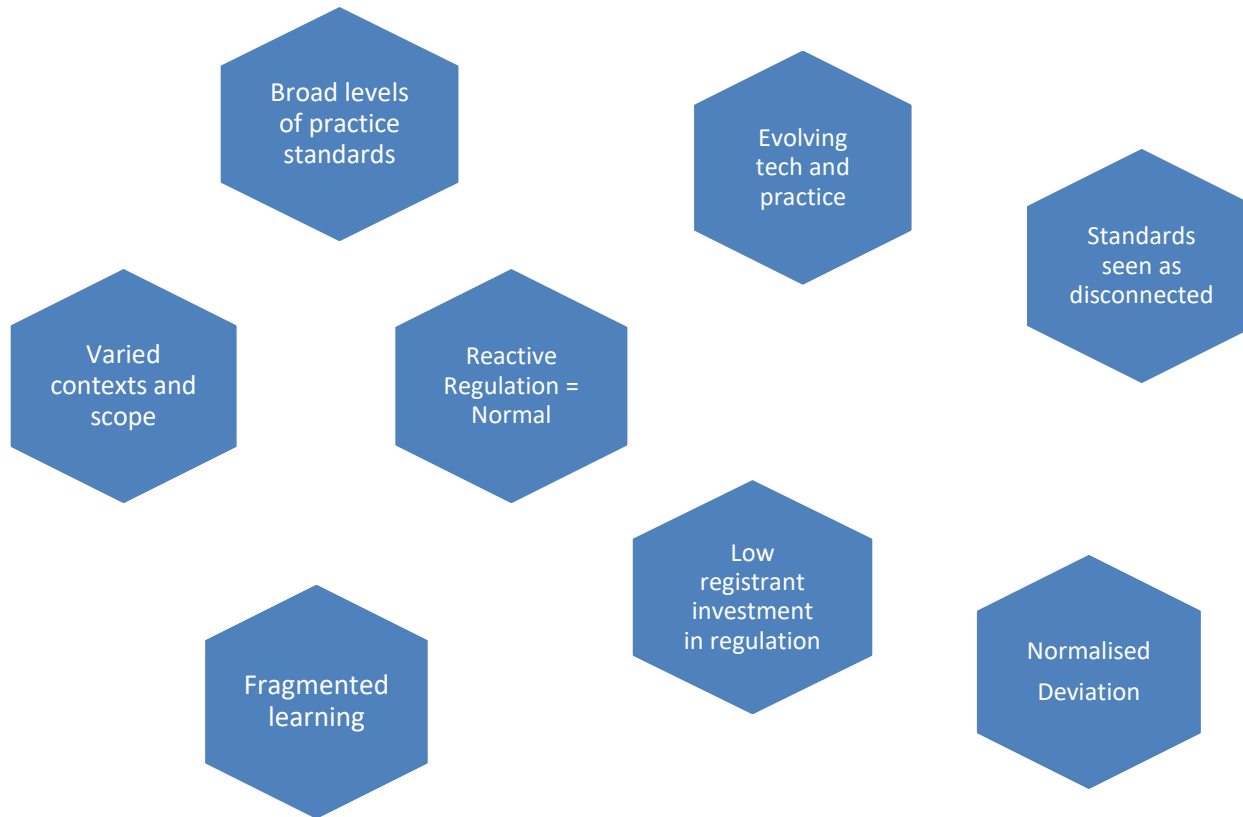 Broad levels
of practice
standards
Evolving
tech and
practice
Standards
seen as
disconnected
Varied
contexts and
scope
Reactive
Regulation =
Normal
Low
registrant
investment
in regulation
Fragmented
learning
Normalised
Deviation